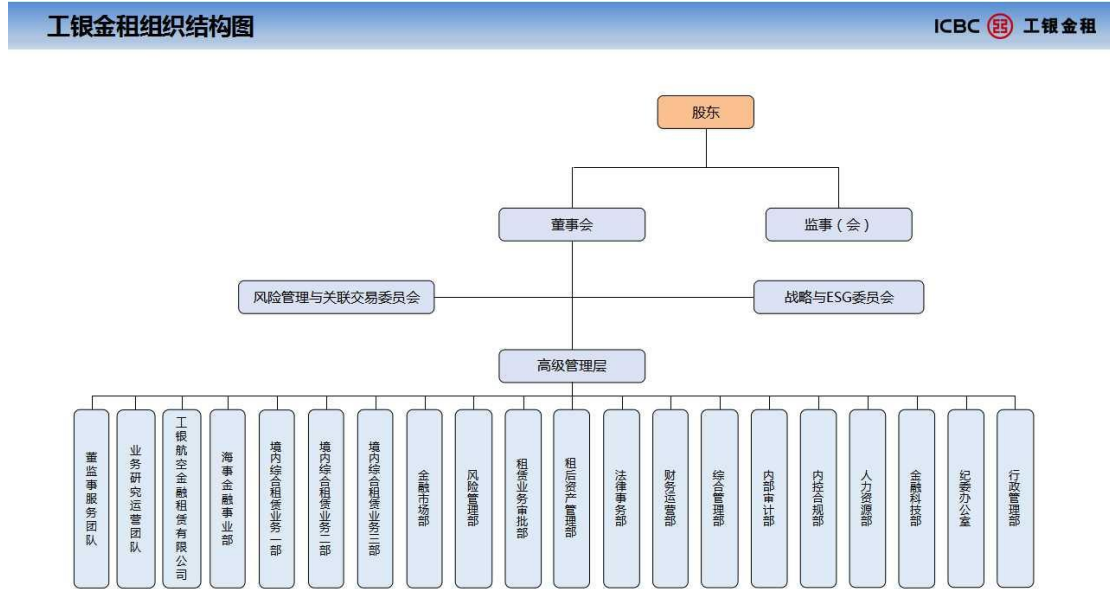 工银金租组织结构图
ICBC 工银金租
股东
董事会
监事（会）
风险管理与关联交易委员会
战略与ESG委员会
高级管理层
董监事服务团队
业务研究运营团队
工银航空金融租赁有限公司
海事金融事业部
境内综合租赁业务一部
境内综合租赁业务二部
境内综合租赁业务三部
金融市场部
风险管理部
租赁业务审批部
租后资产管理部
法律事务部
财务运营部
综合管理部
内部审计部
内控合规部
人力资源部
金融科技部
纪委办公室
行政管理部